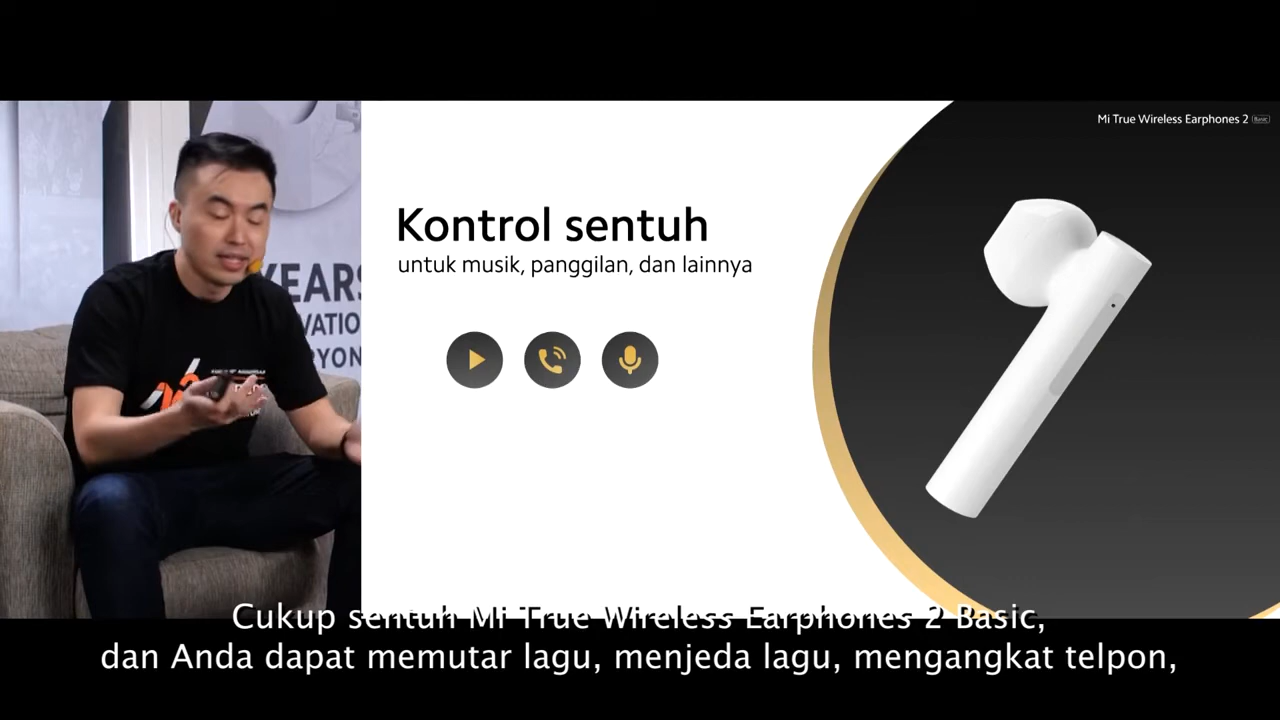 Mi True Wireless Earphones 2 Basic
Kontrol sentuh
untuk musik, panggilan, dan lainnya
YEARS
Cukup sentuh Mi True Wireless Earphones 2 Basic,
dan Anda dapat memutar lagu, menjeda lagu, mengangkat telpon,